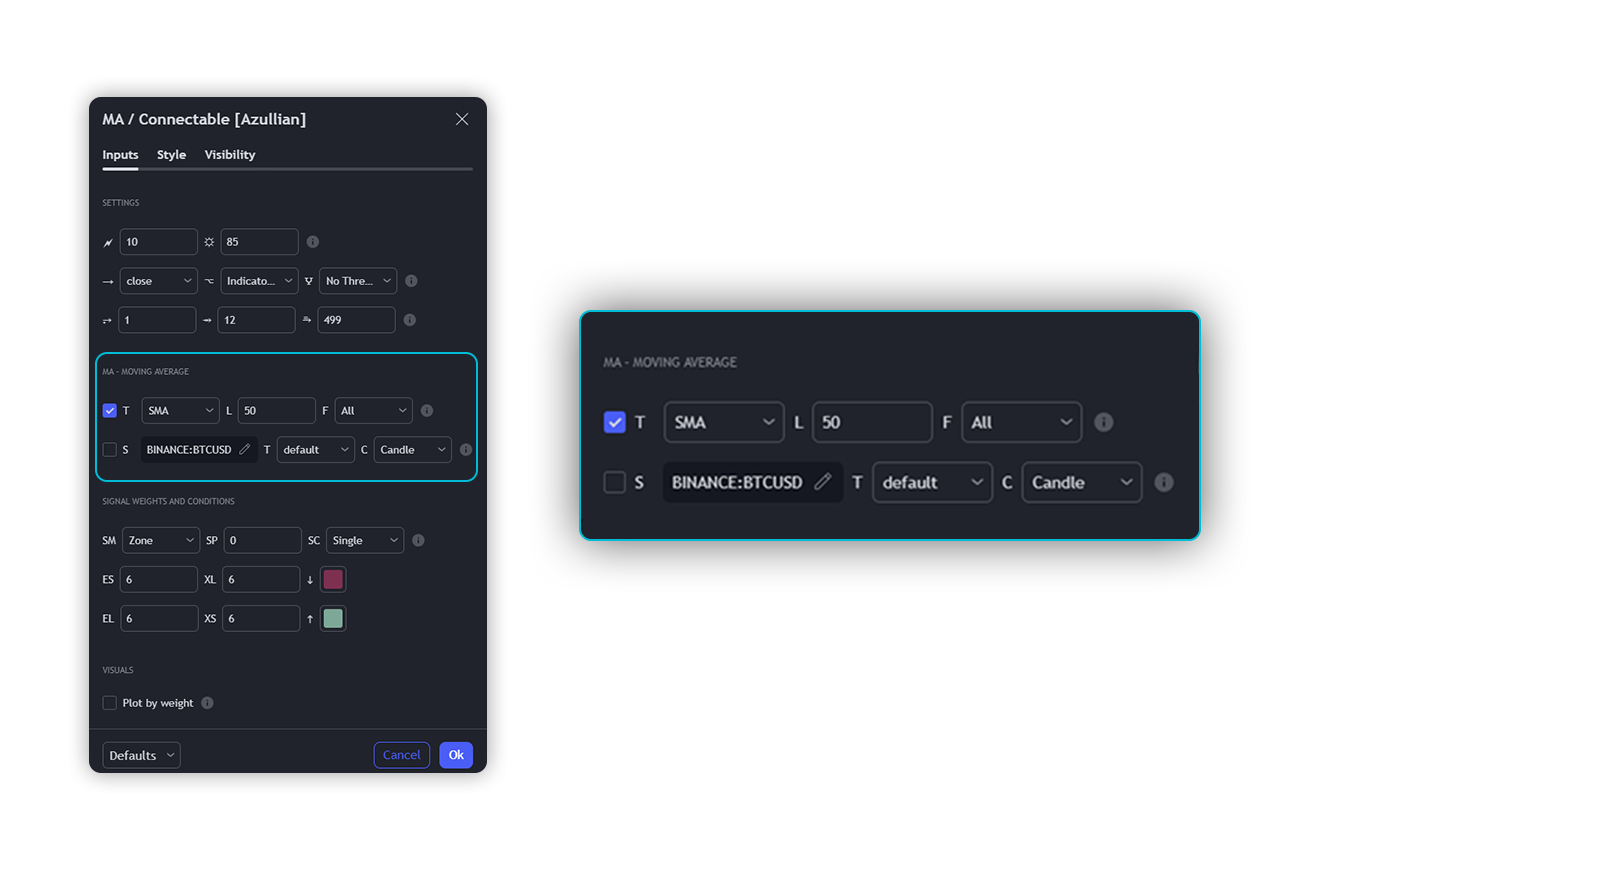 MA / Connectable [Azullian]
Inputs Style Visibility
SETTINGS
10 85
close Indicato... No Thre...
1 12 499
MA - MOVING AVERAGE
T SMA L 50 F All
S BINANCE:BTCUSD T default C Candle
SIGNAL WEIGHTS AND CONDITIONS
SM Zone SP 0 SC Single
ES 6 XL 6 ↓
EL 6 XS 6 ↑
VISUALS
Plot by weight
Defaults Cancel Ok
MA - MOVING AVERAGE
T SMA L 50 F All
S BINANCE:BTCUSD T default C Candle